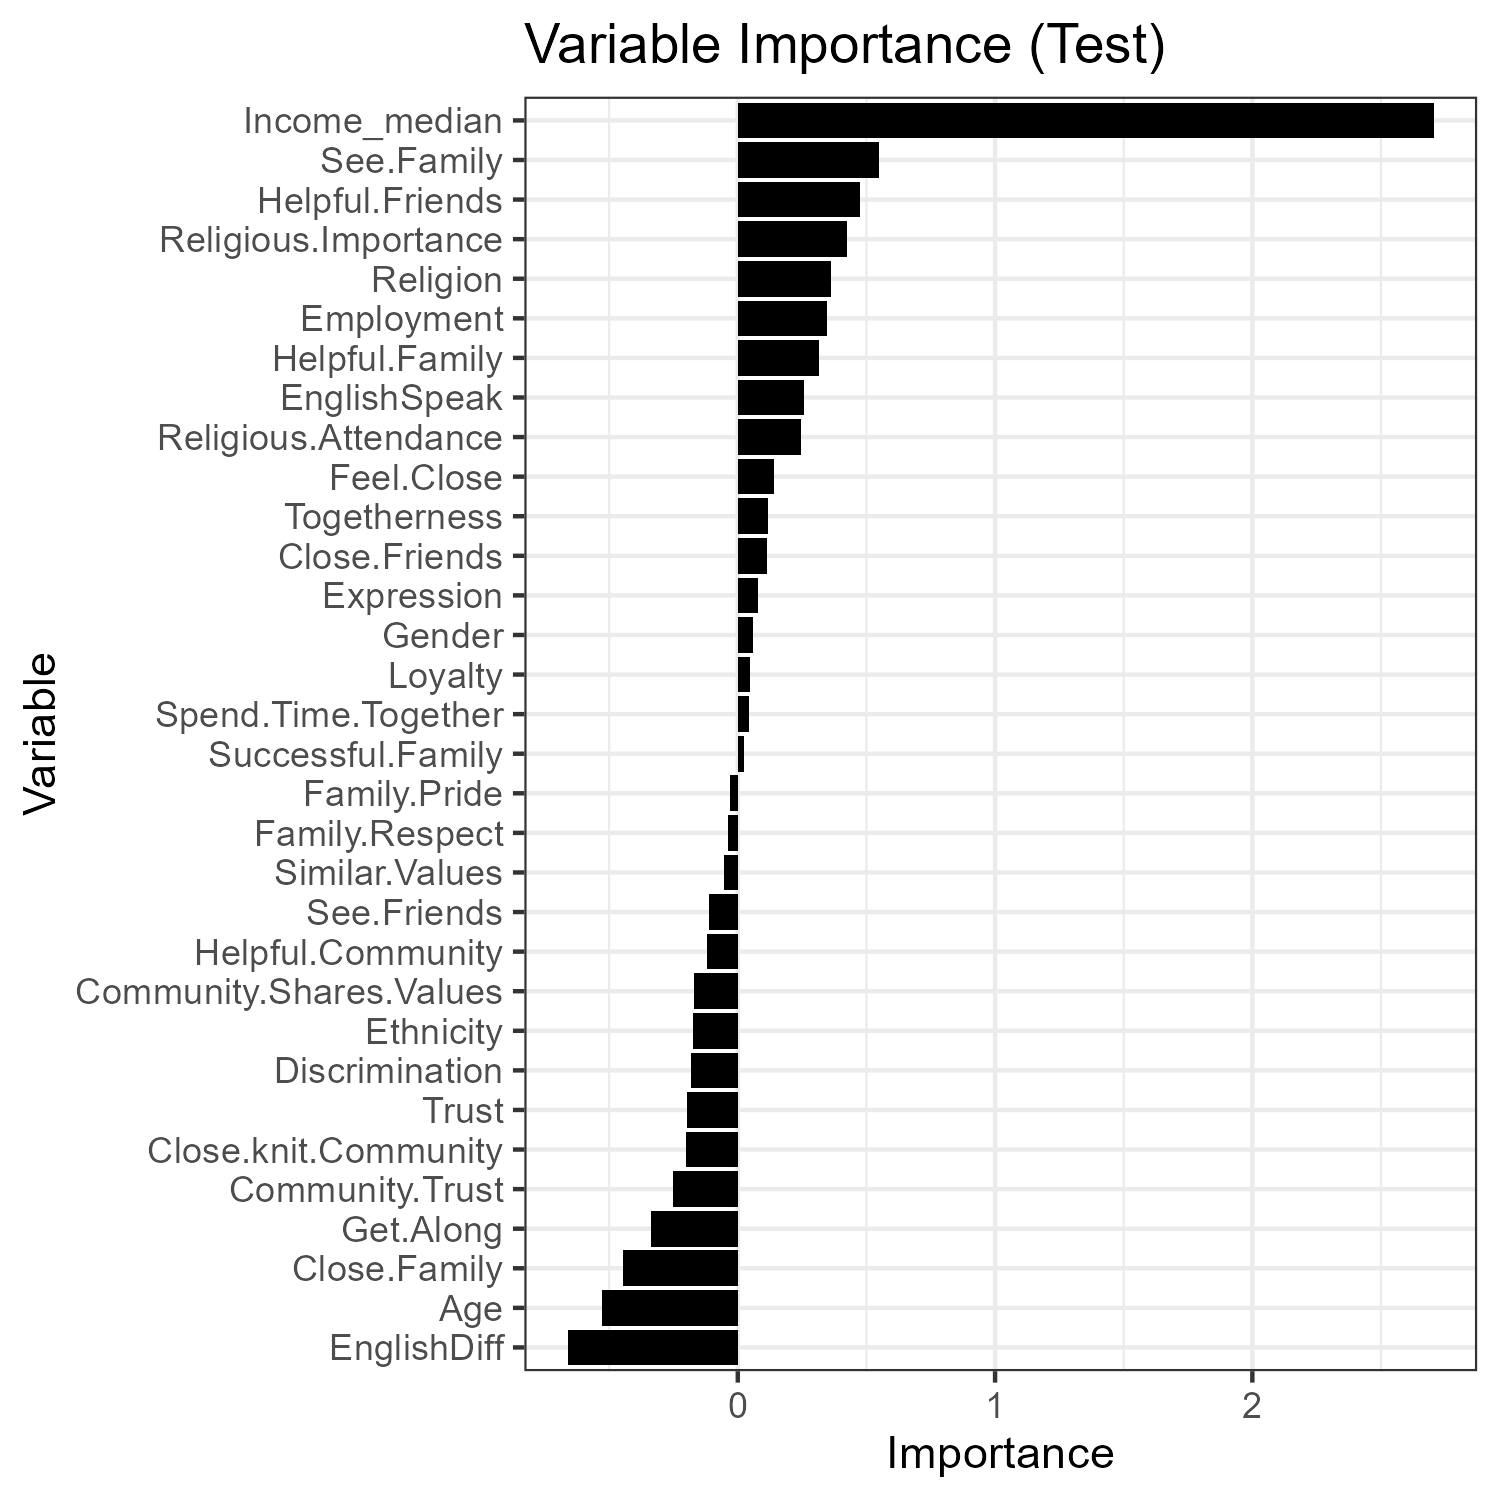 Variable Importance (Test)
Income_median
See.Family
Helpful.Friends
Religious.Importance
Religion
Employment
Helpful.Family
EnglishSpeak
Religious.Attendance
Feel.Close
Togetherness
Close.Friends
Expression
Gender
Loyalty
Spend.Time.Together
Successful.Family
Family.Pride
Family.Respect
Similar.Values
See.Friends
Helpful.Community
Community.Shares.Values
Ethnicity
Discrimination
Trust
Close.knit.Community
Community.Trust
Get.Along
Close.Family
Age
EnglishDiff
Variable
0 1 2
Importance